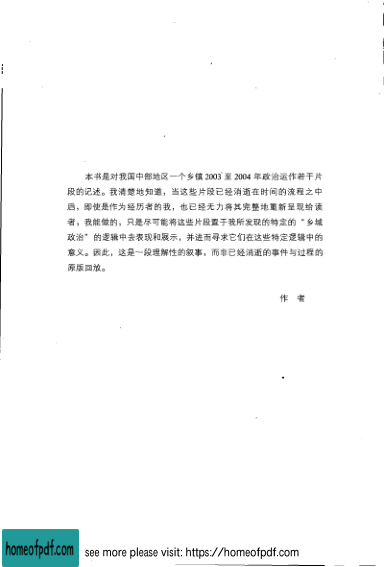 本书是对我国中部地区一个乡镇 2003 至 2004 年政治运作若干片
段的记述。我清楚地知道，当这些片段已经消逝在时间的流程之中
后，即使是作为经历者的我，也已经无力将其完整地重新呈现给读
者，我能做的，只是尽可能将这些片段置于我所发现的特定的“乡域
政治”的逻辑中去表现和展示，并进而寻求它们在这些特定逻辑中的
意义。因此，这是一段理解性的叙事，而非已经消逝的事件与过程的
原版回放。
作 者
homeofpdf.com
see more please visit: https://homeofpdf.com